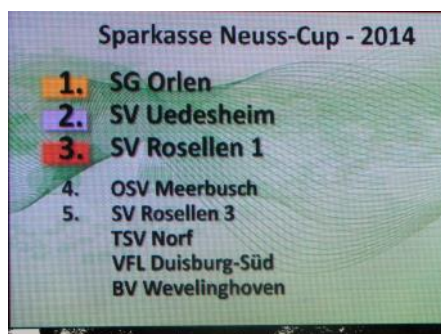 Sparkasse Neuss-Cup - 2014
1. SG Orlen
2. SV Uedesheim
3. SV Rosellen 1
4. OSV Meerbusch
5. SV Rosellen 3
TSV Norf
VFL Duisburg-Süd
BV Wevelinghoven